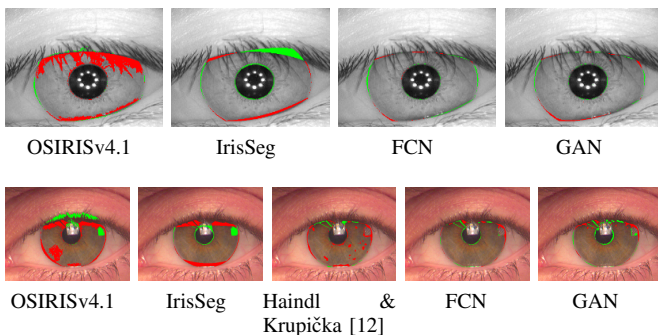 OSIRISv4.1 IrisSeg FCN GAN
OSIRISv4.1 IrisSeg Haindl & FCN GAN
Krupička [12]